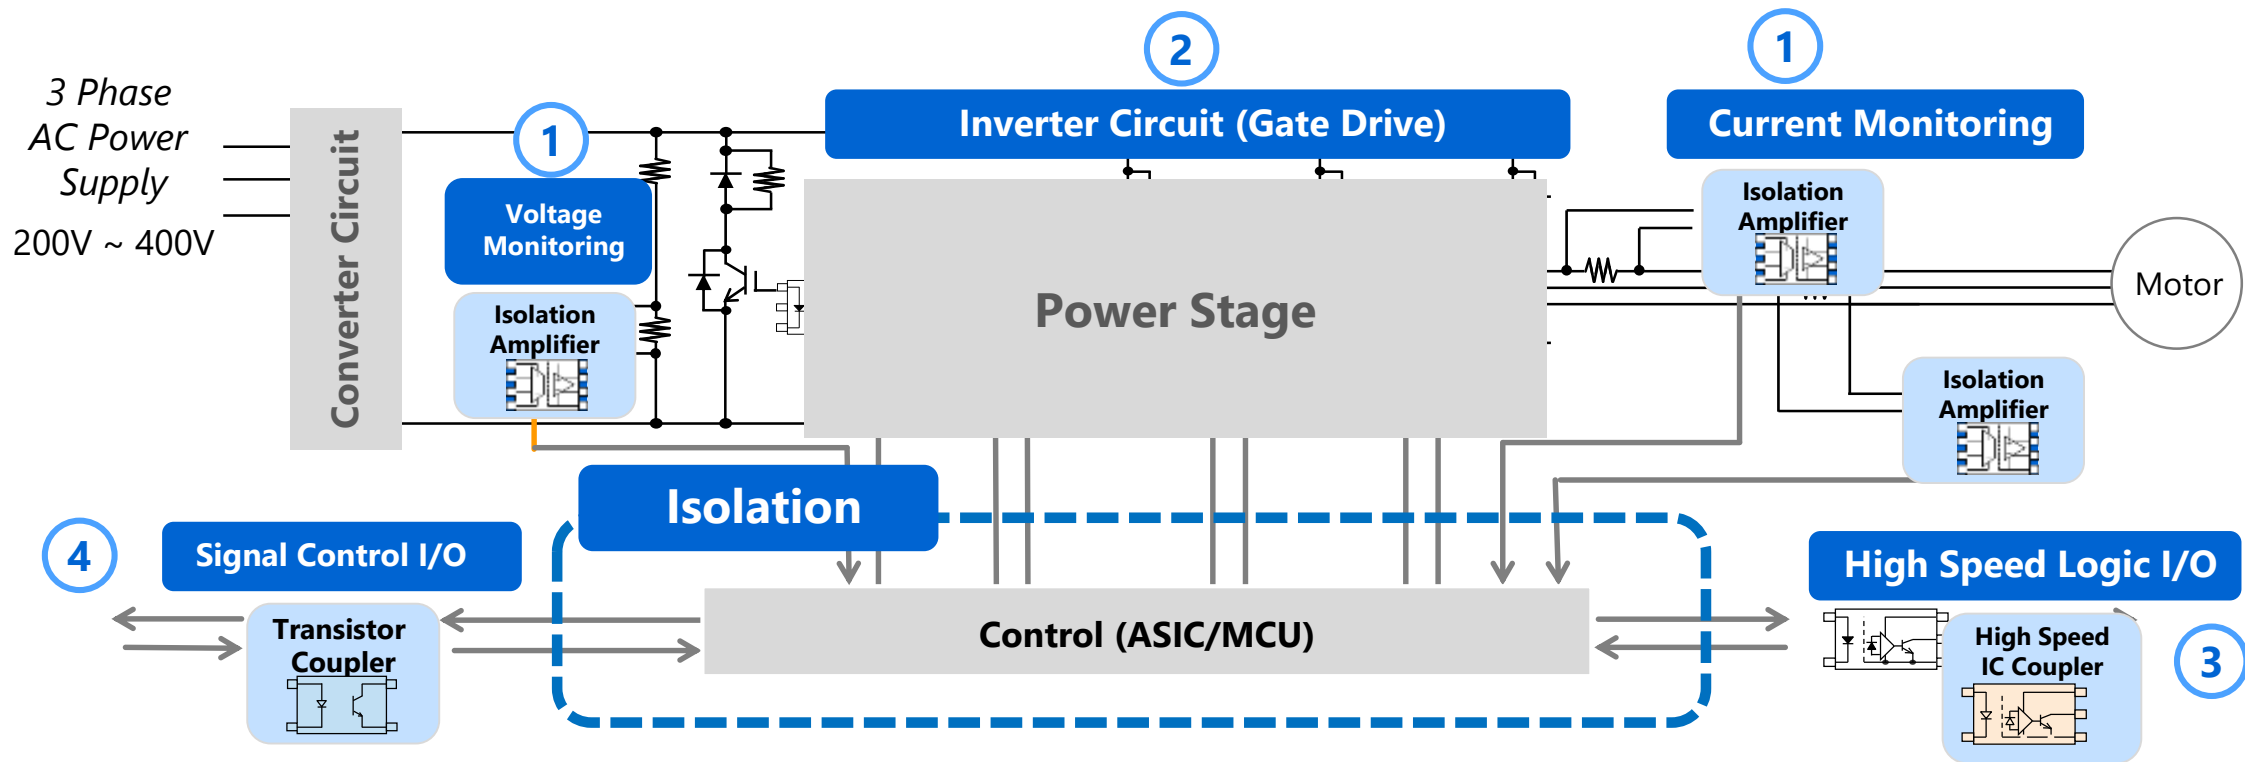 2
1
3 Phase
AC Power
Supply
200V ~ 400V
Converter Circuit
1
Voltage
Monitoring
Isolation
Amplifier
Inverter Circuit (Gate Drive)
Current Monitoring
Isolation
Amplifier
Power Stage
Motor
Isolation
Amplifier
Isolation
4
Signal Control I/O
High Speed Logic I/O
Transistor
Coupler
Control (ASIC/MCU)
High Speed
IC Coupler
3